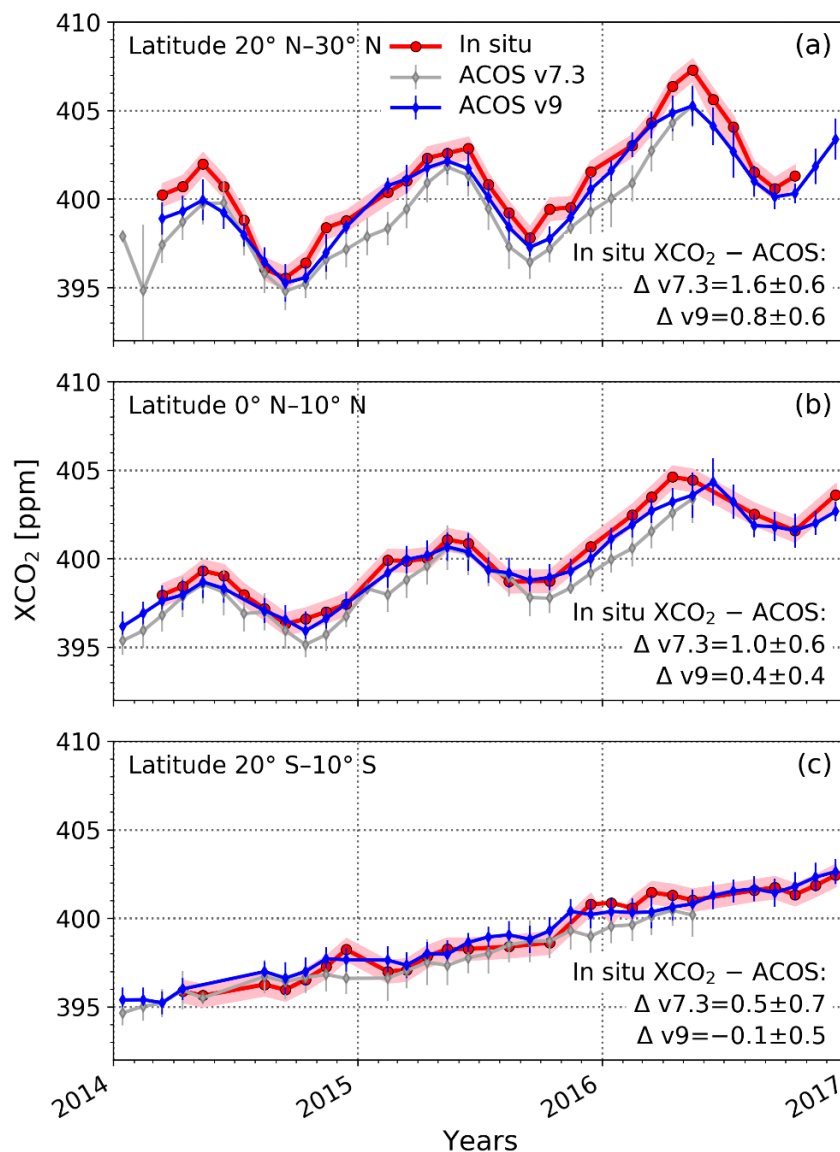 410
405
400
395
Latitude 20° N–30° N
In situ
ACOS v7.3
ACOS v9
(a)
In situ XCO₂ − ACOS:
Δ v7.3=1.6±0.6
Δ v9=0.8±0.6
410
405
400
395
Latitude 0° N–10° N
(b)
In situ XCO₂ − ACOS:
Δ v7.3=1.0±0.6
Δ v9=0.4±0.4
XCO₂ [ppm]
410
405
400
395
Latitude 20° S–10° S
(c)
In situ XCO₂ − ACOS:
Δ v7.3=0.5±0.7
Δ v9=−0.1±0.5
2014
2015
2016
2017
Years